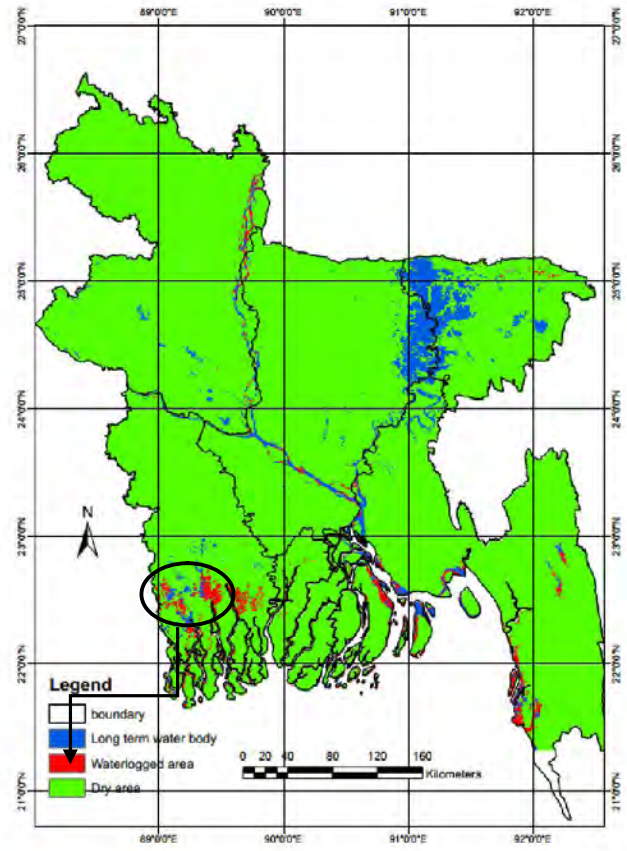 89°0'0"E 90°0'0"E 91°0'0"E 92°0'0"E
27°0'0"N 27°0'0"N
26°0'0"N 26°0'0"N
25°0'0"N 25°0'0"N
24°0'0"N 24°0'0"N
N
23°0'0"N 23°0'0"N
22°0'0"N 22°0'0"N
Legend
boundary
Long term water body
Waterlogged area
Dry area
0 20 40 80 120 160
Kilometers
21°0'0"N 21°0'0"N
89°0'0"E 90°0'0"E 91°0'0"E 92°0'0"E